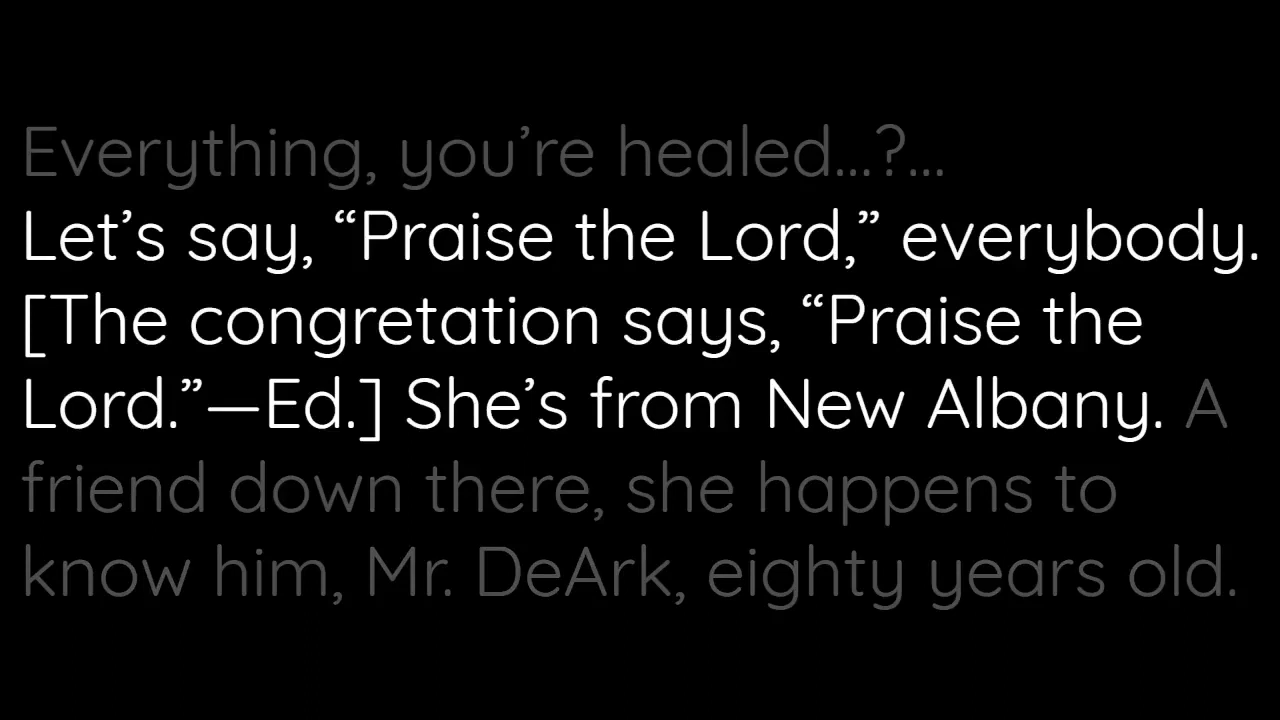 Everything, you’re healed...?...
Let’s say, “Praise the Lord,” everybody.
[The congretation says, “Praise the
Lord.”—Ed.] She’s from New Albany. A
friend down there, she happens to
know him, Mr. DeArk, eighty years old.